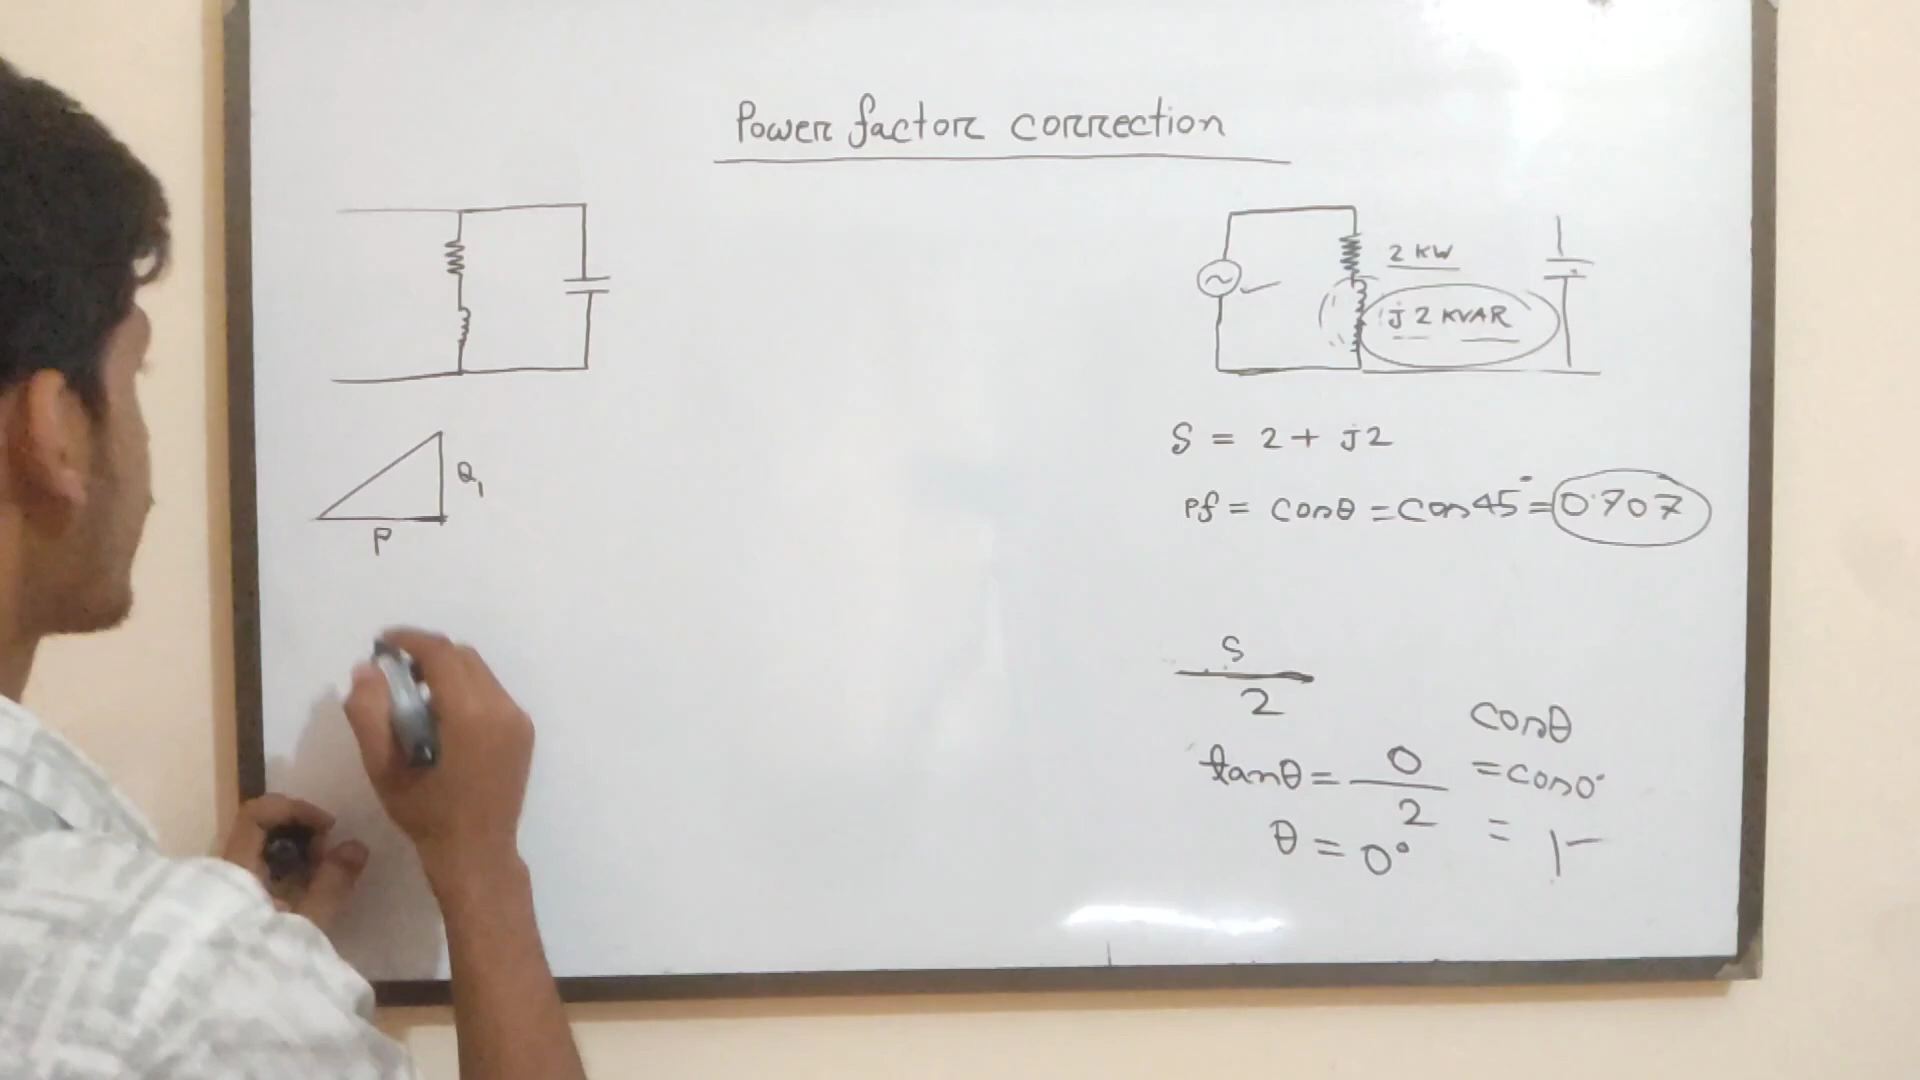 Power factor correction
2 KW
j2 KVAR
Q1
P
S = 2 + j2
Pf = cosθ = cos45° = 0.707
S
2
tanθ = 0/2
θ = 0°
cosθ
= cos0°
= 1